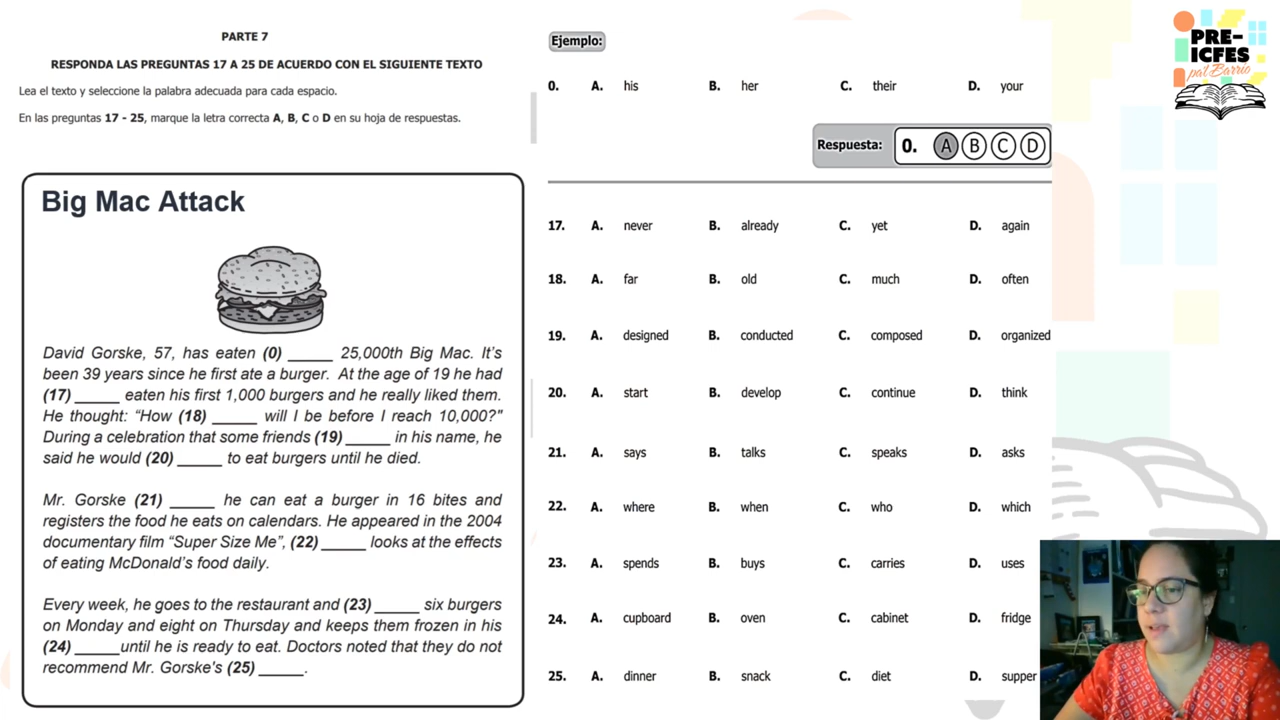 PARTE 7
RESPONDA LAS PREGUNTAS 17 A 25 DE ACUERDO CON EL SIGUIENTE TEXTO
Lea el texto y seleccione la palabra adecuada para cada espacio.
En las preguntas 17 - 25, marque la letra correcta A, B, C o D en su hoja de respuestas.
Big Mac Attack
David Gorske, 57, has eaten (0) _____ 25,000th Big Mac. It's
been 39 years since he first ate a burger. At the age of 19 he had
(17) _____ eaten his first 1,000 burgers and he really liked them.
He thought: “How (18) _____ will I be before I reach 10,000?"
During a celebration that some friends (19) _____ in his name, he
said he would (20) _____ to eat burgers until he died.
Mr. Gorske (21) _____ he can eat a burger in 16 bites and
registers the food he eats on calendars. He appeared in the 2004
documentary film “Super Size Me”, (22) _____ looks at the effects
of eating McDonald's food daily.
Every week, he goes to the restaurant and (23) _____ six burgers
on Monday and eight on Thursday and keeps them frozen in his
(24) _____until he is ready to eat. Doctors noted that they do not
recommend Mr. Gorske's (25) _____.
Ejemplo:
0. A. his B. her C. their D. your
Respuesta: 0. A B C D
17. A. never B. already C. yet D. again
18. A. far B. old C. much D. often
19. A. designed B. conducted C. composed D. organized
20. A. start B. develop C. continue D. think
21. A. says B. talks C. speaks D. asks
22. A. where B. when C. who D. which
23. A. spends B. buys C. carries D. uses
24. A. cupboard B. oven C. cabinet D. fridge
25. A. dinner B. snack C. diet D. supper
PRE-
ICFES
pa'l Barrio